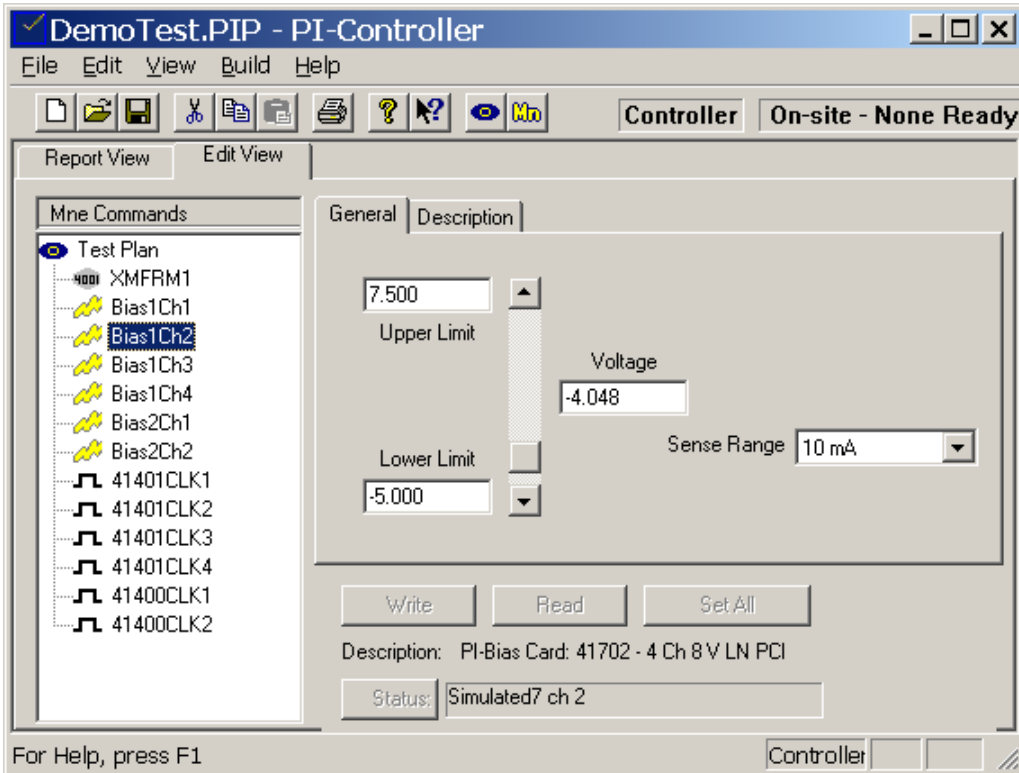 DemoTest.PIP - PI-Controller
File Edit View Build Help
Controller On-site - None Ready
Report View Edit View
Mne Commands
General Description
Test Plan
4001 XMFRM1
Bias1Ch1
Bias1Ch2
Bias1Ch3
Bias1Ch4
Bias2Ch1
Bias2Ch2
41401CLK1
41401CLK2
41401CLK3
41401CLK4
41400CLK1
41400CLK2
7.500
Upper Limit
Voltage
-4.048
Sense Range 10 mA
Lower Limit
-5.000
Write Read Set All
Description: PI-Bias Card: 41702 - 4 Ch 8 V LN PCI
Status: Simulated7 ch 2
For Help, press F1 Controller